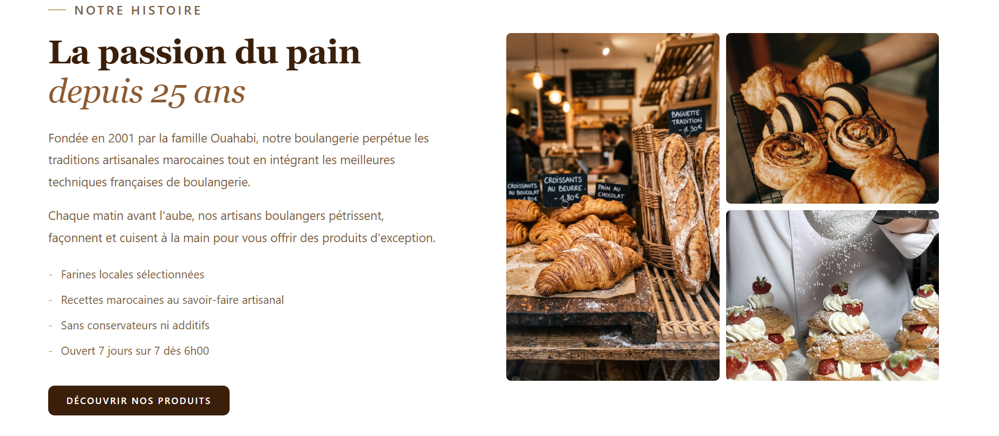 NOTRE HISTOIRE
La passion du pain
depuis 25 ans
Fondée en 2001 par la famille Ouahabi, notre boulangerie perpétue les
traditions artisanales marocaines tout en intégrant les meilleures
techniques françaises de boulangerie.
Chaque matin avant l'aube, nos artisans boulangers pétrissent,
façonnent et cuisent à la main pour vous offrir des produits d'exception.
- Farines locales sélectionnées
- Recettes marocaines au savoir-faire artisanal
- Sans conservateurs ni additifs
- Ouvert 7 jours sur 7 dès 6h00
DÉCOUVRIR NOS PRODUITS
BAGUETTE
TRADITION
- 1.30€
CROISSANTS
AU BOUCOLAT
1.80€
CROISSANTS
AU BEURRE.
- 1.80€
PAIN AU
CHOCOLAT